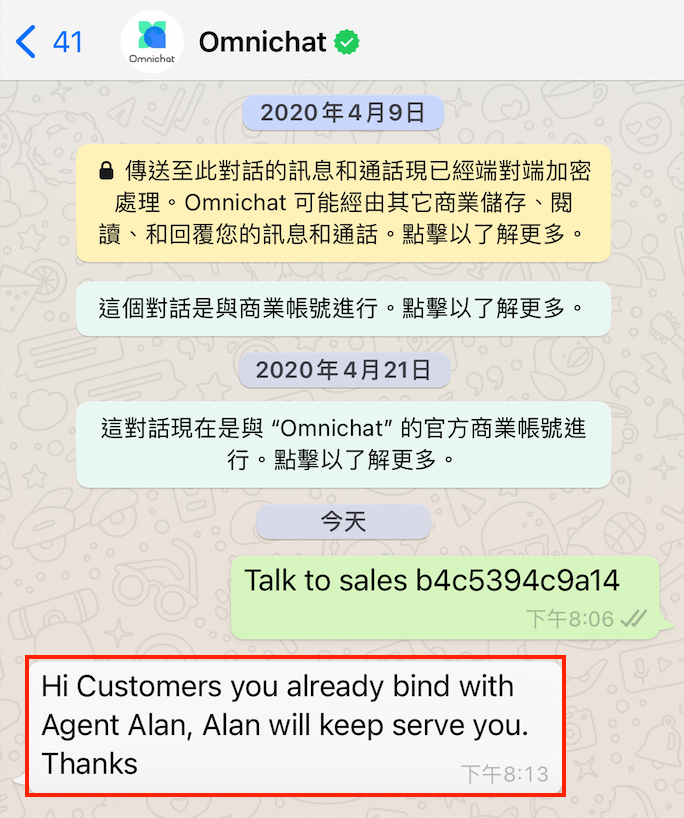 41
Omnichat
Omnichat
2020年4月9日
傳送至此對話的訊息和通話現已經端對端加密
處理。Omnichat 可能經由其它商業儲存、閱
讀、和回覆您的訊息和通話。點擊以了解更多。
這個對話是與商業帳號進行。點擊以了解更多。
2020年4月21日
這對話現在是與 “Omnichat” 的官方商業帳號進
行。點擊以了解更多。
今天
Talk to sales b4c5394c9a14
下午8:06
Hi Customers you already bind with
Agent Alan, Alan will keep serve you.
Thanks
下午8:13